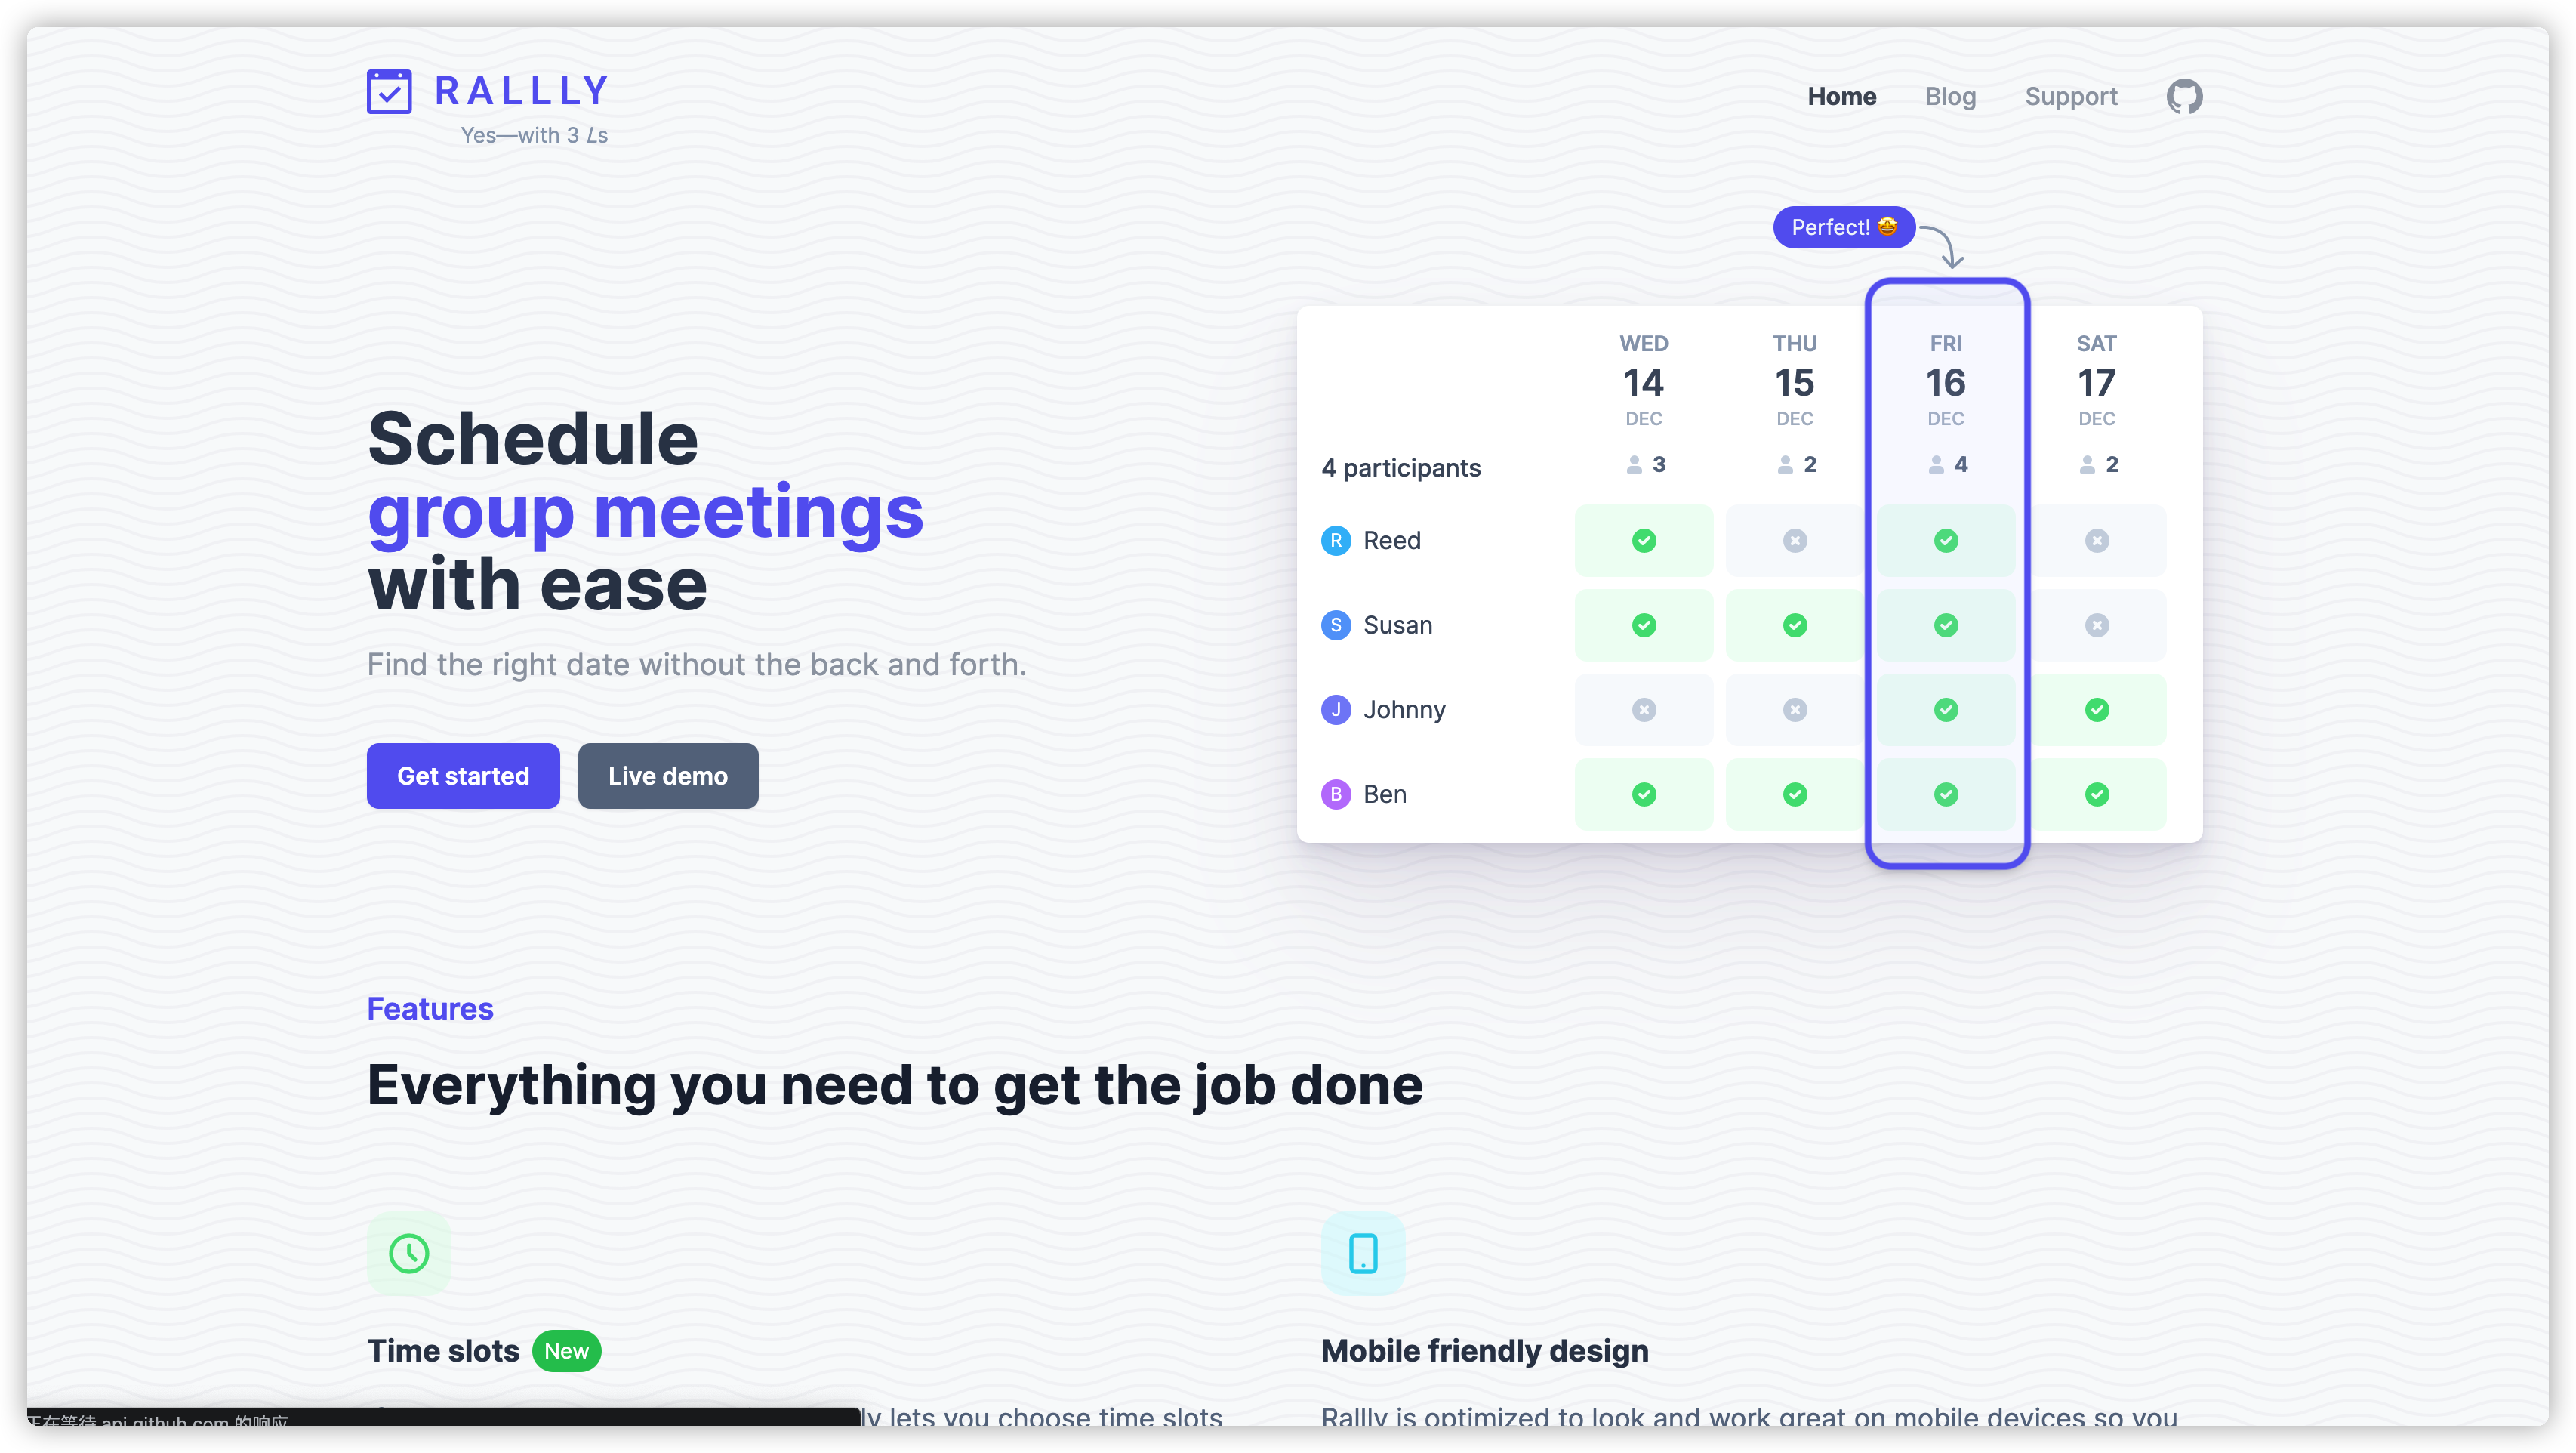 RALLLY
Yes—with 3 Ls
Home Blog Support
Perfect! 🤩
Schedule
group meetings
with ease
Find the right date without the back and forth.
Get started Live demo
WED THU FRI SAT
14 15 16 17
DEC DEC DEC DEC
4 participants 3 2 4 2
R Reed
S Susan
J Johnny
B Ben
Features
Everything you need to get the job done
Time slots New
Mobile friendly design
ly lets you choose time slots
Rallly is optimized to look and work great on mobile devices so you
正在等待 api.github.com 的响应